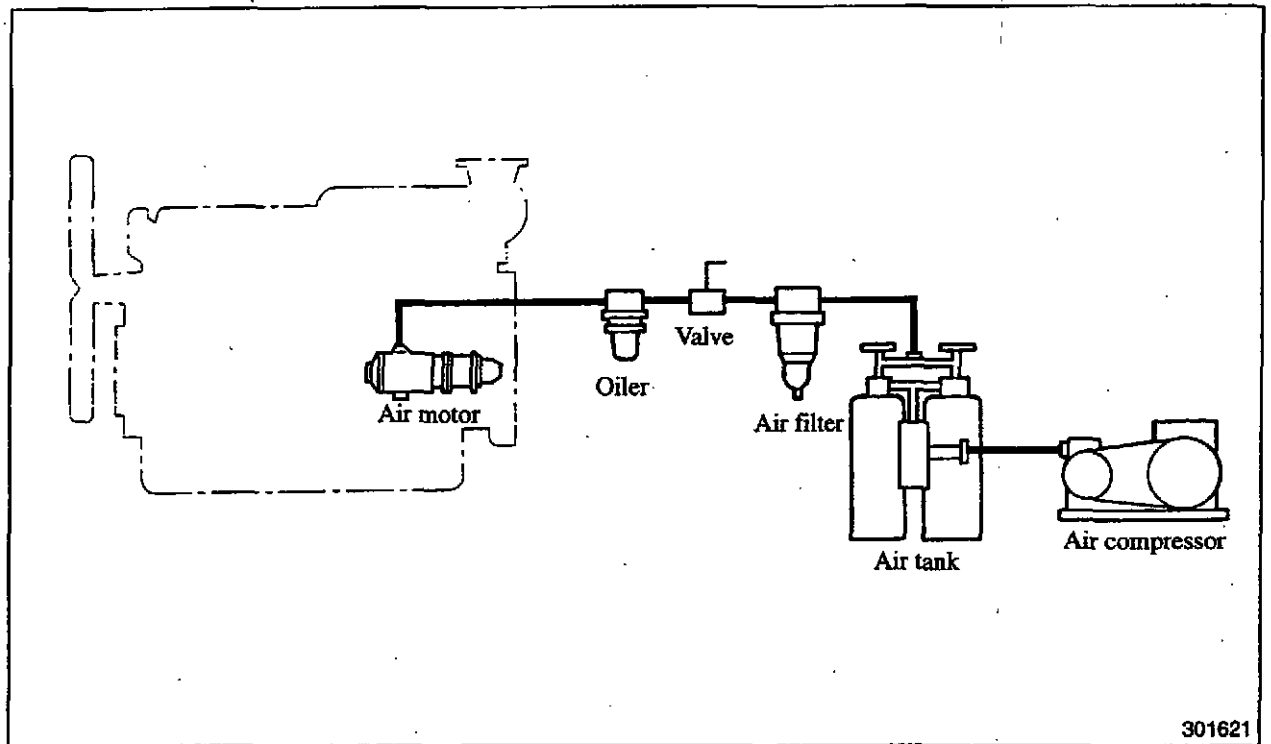 Valve
Oiler
Air motor
Air filter
Air tank
Air compressor
301621